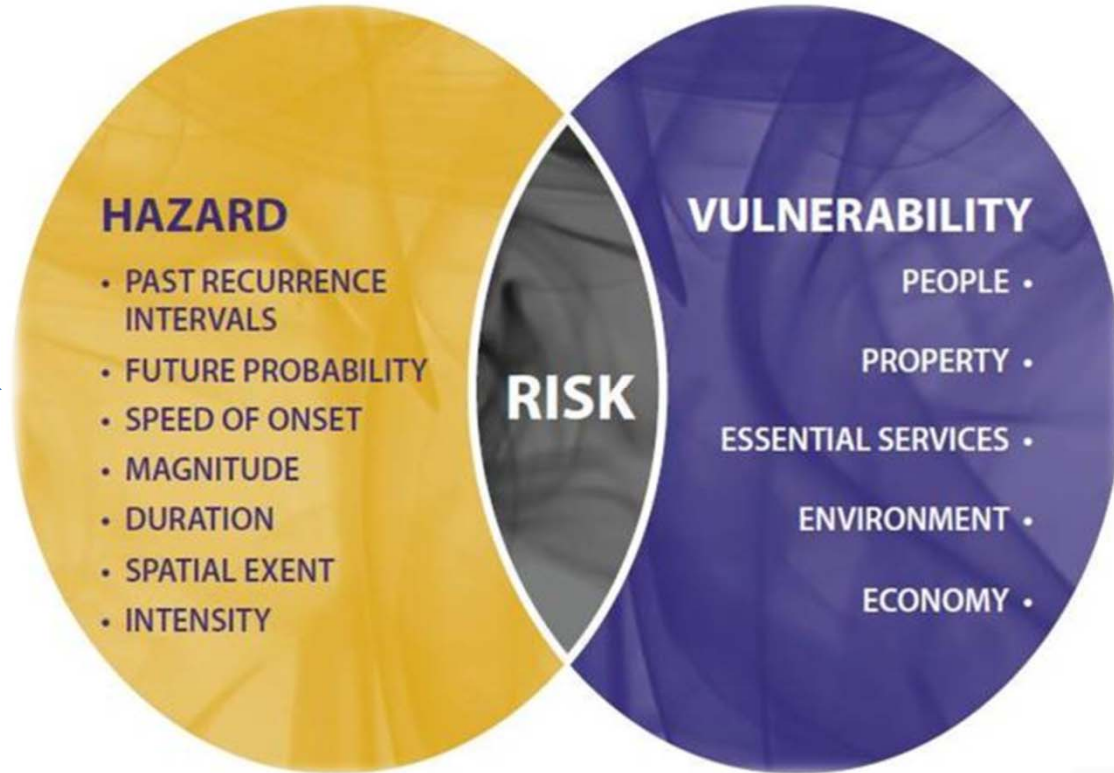 HAZARD
• PAST RECURRENCE
INTERVALS
• FUTURE PROBABILITY
• SPEED OF ONSET
• MAGNITUDE
• DURATION
• SPATIAL EXENT
• INTENSITY
RISK
VULNERABILITY
PEOPLE •
PROPERTY •
ESSENTIAL SERVICES •
ENVIRONMENT •
ECONOMY •